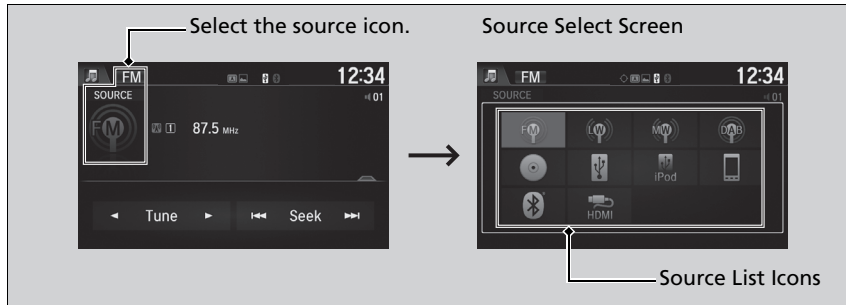 Select the source icon.
Source Select Screen
FM
12:34
SOURCE
01
FM
1
87.5 MHz
Tune
Seek
FM
12:34
SOURCE
01
FM
LW
MW
DAB
iPod
HDMI
Source List Icons